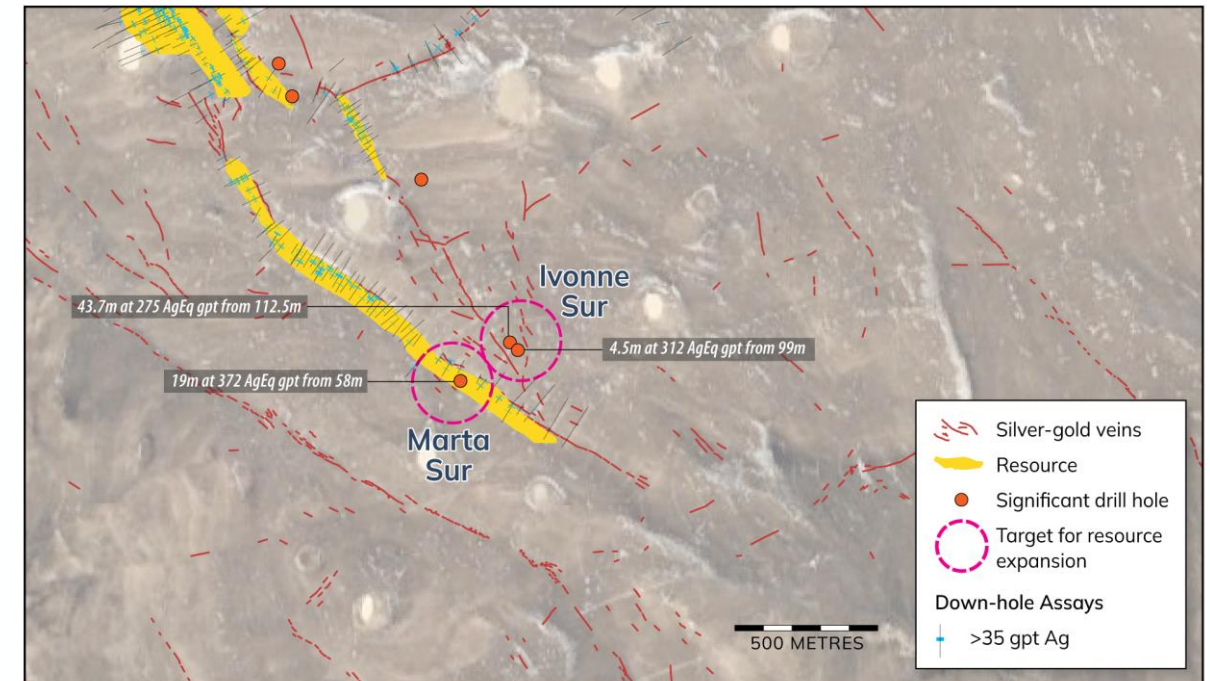 Ivonne
Sur
43.7m at 275 AgEq gpt from 112.5m
4.5m at 312 AgEq gpt from 99m
19m at 372 AgEq gpt from 58m
Marta
Sur
500 METRES
Silver-gold veins
Resource
Significant drill hole
Target for resource
expansion
Down-hole Assays
>35 gpt Ag